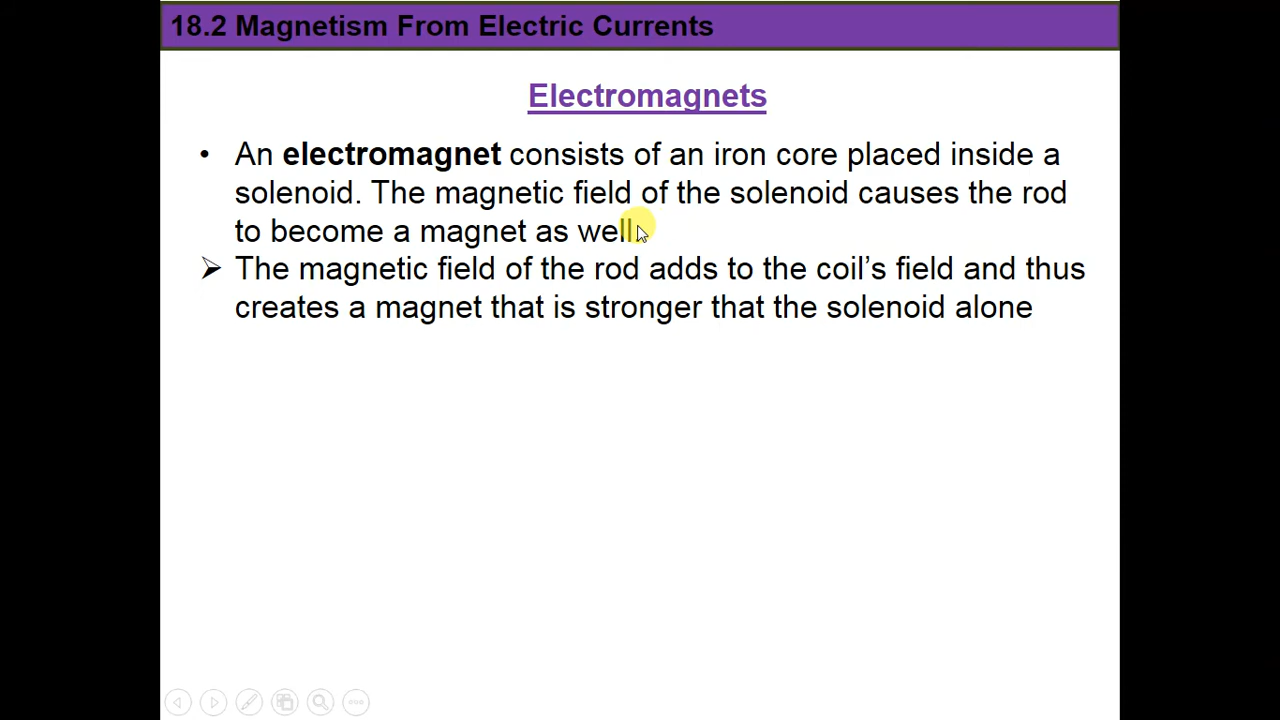 18.2 Magnetism From Electric Currents
Electromagnets
• An electromagnet consists of an iron core placed inside a
solenoid. The magnetic field of the solenoid causes the rod
to become a magnet as well.
➢ The magnetic field of the rod adds to the coil’s field and thus
creates a magnet that is stronger that the solenoid alone